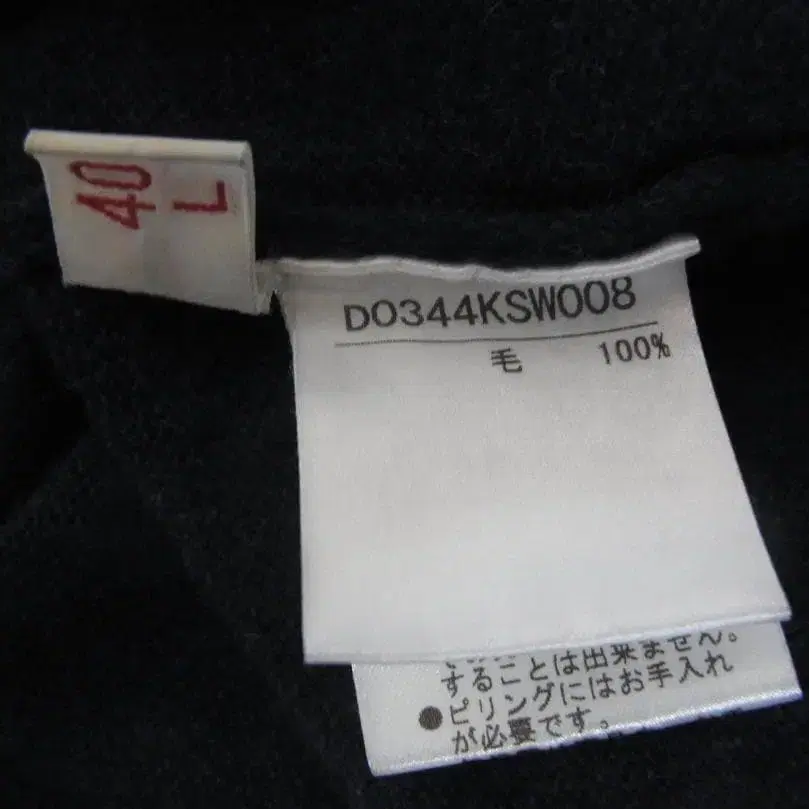 40
L
DO344KSW008
毛 100%
することは出来ません。
●ピリングにはお手入れ
が必要です。